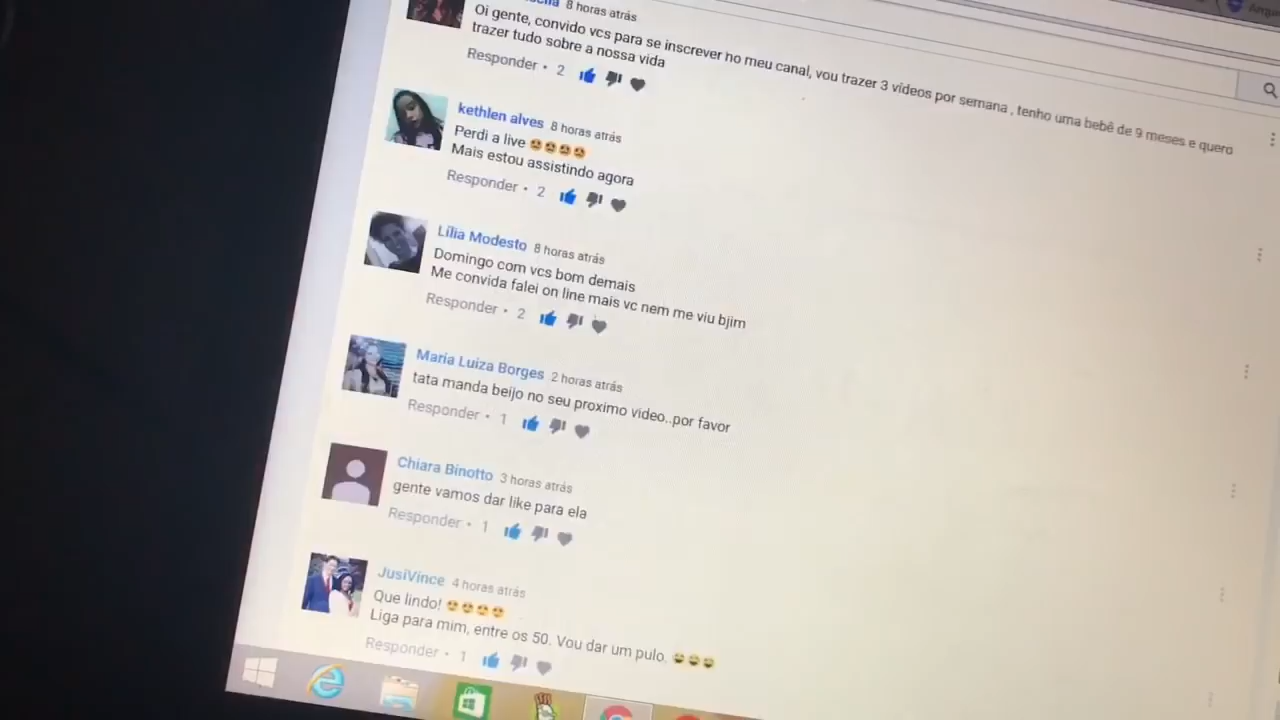 8 horas atrás
Oi gente, convido vcs para se inscrever no meu canal, vou trazer 3 vídeos por semana , tenho uma bebê de 9 meses e quero
trazer tudo sobre a nossa vida
Responder • 2
kethlen alves 8 horas atrás
Perdi a live
Mais estou assistindo agora
Responder • 2
Lília Modesto 8 horas atrás
Domingo com vcs bom demais
Me convida falei on line mais vc nem me viu bjim
Responder • 2
Maria Luiza Borges 2 horas atrás
tata manda beijo no seu proximo video..por favor
Responder • 1
Chiara Binotto 3 horas atrás
gente vamos dar like para ela
Responder • 1
JusiVince 4 horas atrás
Que lindo!
Liga para mim, entre os 50. Vou dar um pulo.
Responder • 1